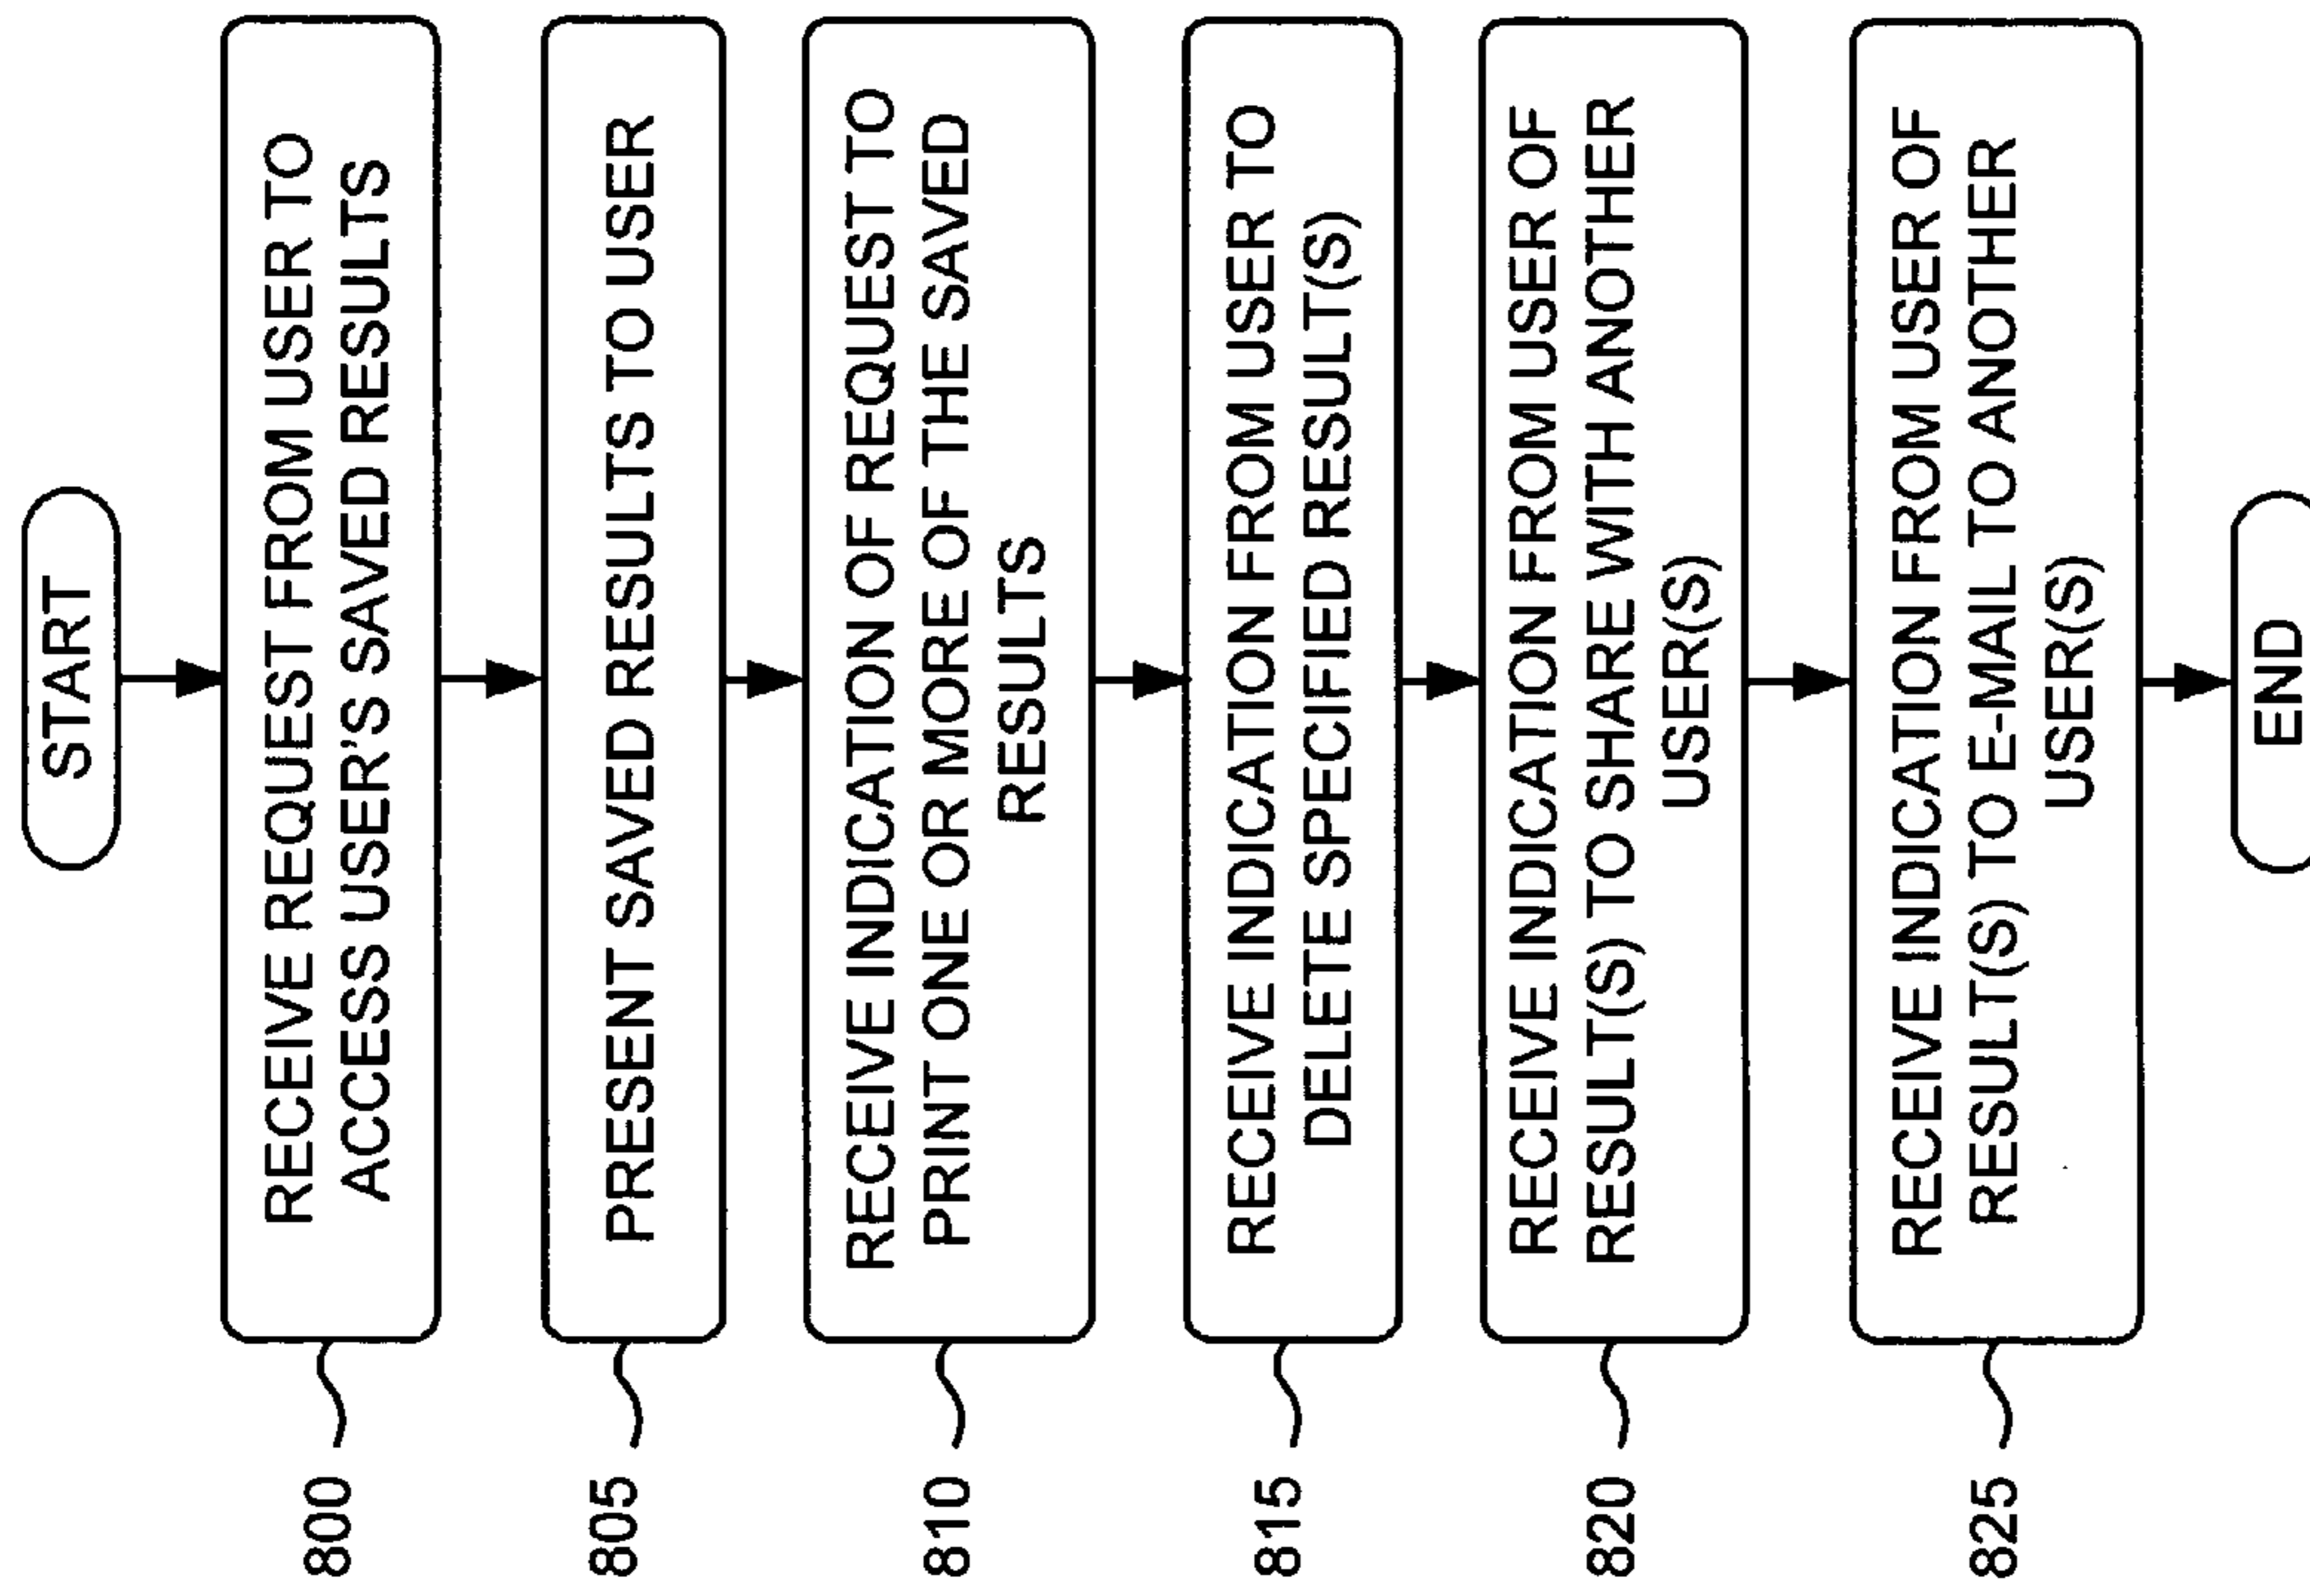 START
800
RECEIVE REQUEST FROM USER TO
ACCESS USER'S SAVED RESULTS
805
PRESENT SAVED RESULTS TO USER
810
RECEIVE INDICATION OF REQUEST TO
PRINT ONE OR MORE OF THE SAVED
RESULTS
815
RECEIVE INDICATION FROM USER TO
DELETE SPECIFIED RESULT(S)
820
RECEIVE INDICATION FROM USER OF
RESULT(S) TO SHARE WITH ANOTHER
USER(S)
825
RECEIVE INDICATION FROM USER OF
RESULT(S) TO E-MAIL TO ANOTHER
USER(S)
END